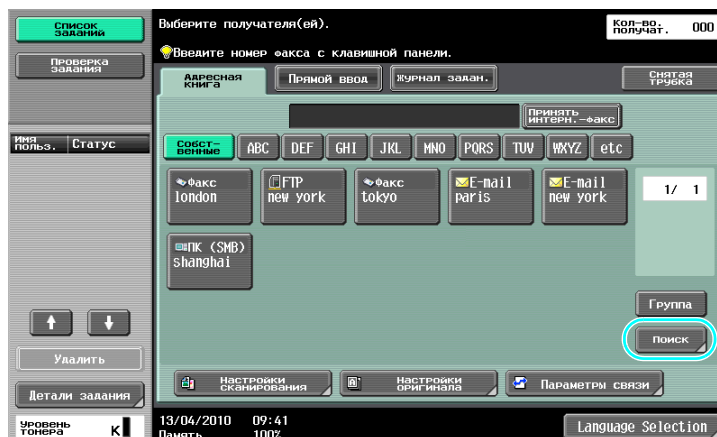 Список
заданий
Проверка
задания
Имя
польз.
Статус
Удалить
Детали задания
Уровень
тонера
K
Выберите получателя(ей).
Кол-во.
получат.
000
Введите номер факса с клавишной панели.
Адресная
книга
Прямой ввод
Журнал задан.
Снятая
трубка
Принять
интерн.-факс
Собст-
венные
ABC
DEF
GHI
JKL
MNO
PQRS
TUV
WXYZ
etc
Факс
london
FTP
new york
Факс
tokyo
E-mail
paris
E-mail
new york
1/ 1
ПК (SMB)
shanghai
Группа
Поиск
Настройки
сканирования
Настройки
оригинала
Параметры связи
13/04/2010 09:41
Память 100%
Language Selection